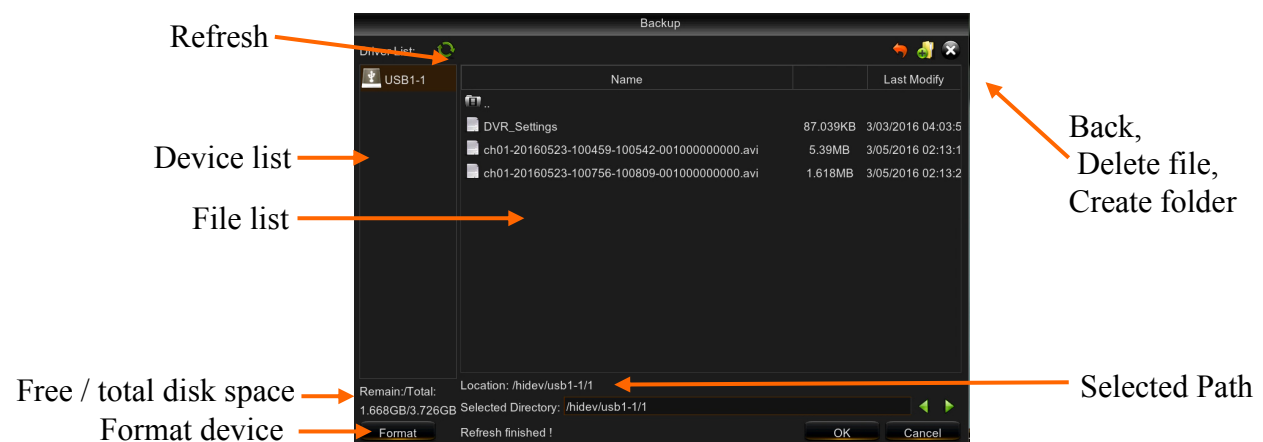 Backup
Refresh
Driver List:
USB1-1
Name
Last Modify
..
DVR_Settings 87.039KB 3/03/2016 04:03:5
ch01-20160523-100459-100542-001000000000.avi 5.39MB 3/05/2016 02:13:1
ch01-20160523-100756-100809-001000000000.avi 1.618MB 3/05/2016 02:13:2
Back,
Delete file,
Create folder
Device list
File list
Free / total disk space
Remain:/Total:
1.668GB/3.726GB
Location: /hidev/usb1-1/1
Selected Path
Selected Directory: /hidev/usb1-1/1
Format device
Format
Refresh finished !
OK
Cancel